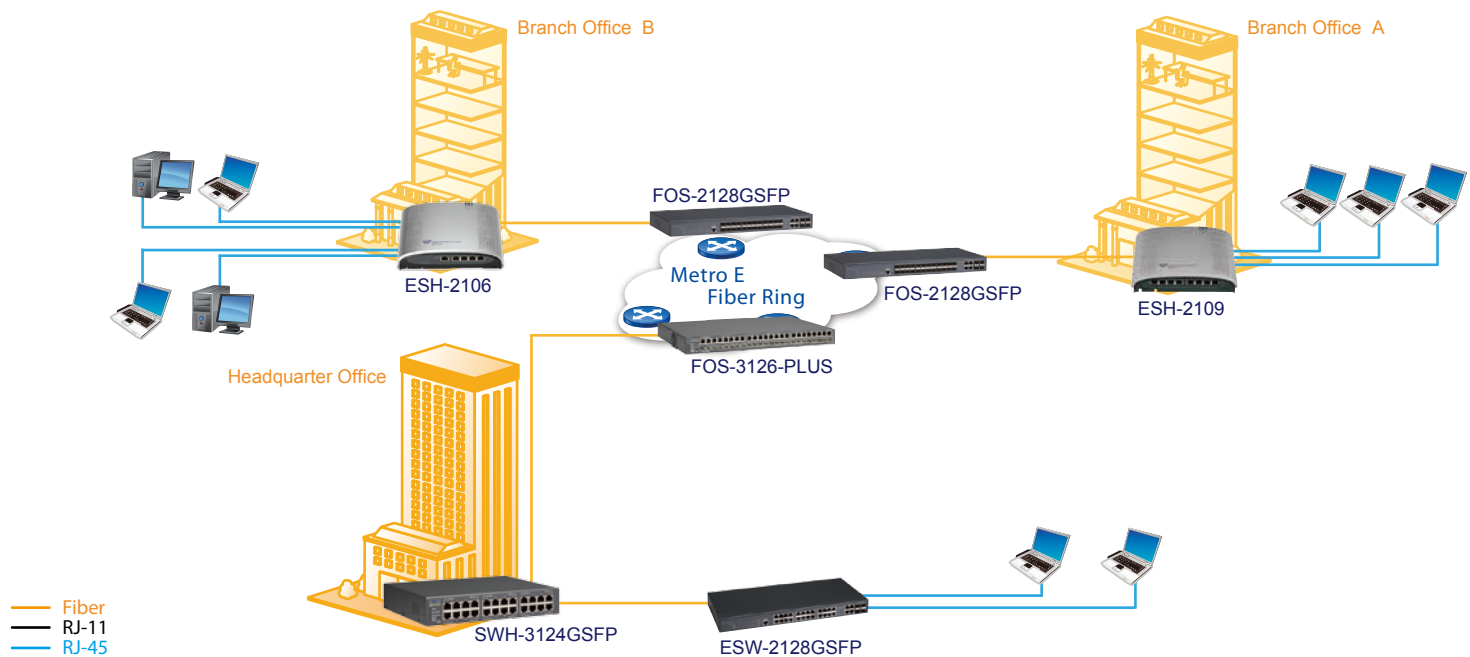 Branch Office B
Branch Office A
FOS-2128GSFP
Metro E
Fiber Ring
ESH-2106
FOS-2128GSFP
ESH-2109
FOS-3126-PLUS
Headquarter Office
Fiber
RJ-11
RJ-45
SWH-3124GSFP
ESW-2128GSFP